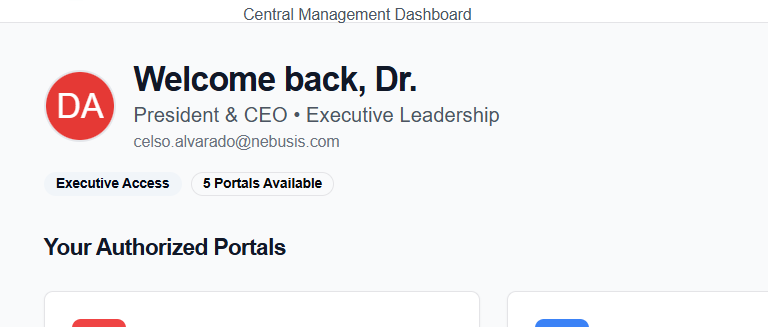 Central Management Dashboard
DA
Welcome back, Dr.
President & CEO • Executive Leadership
celso.alvarado@nebusis.com
Executive Access
5 Portals Available
Your Authorized Portals